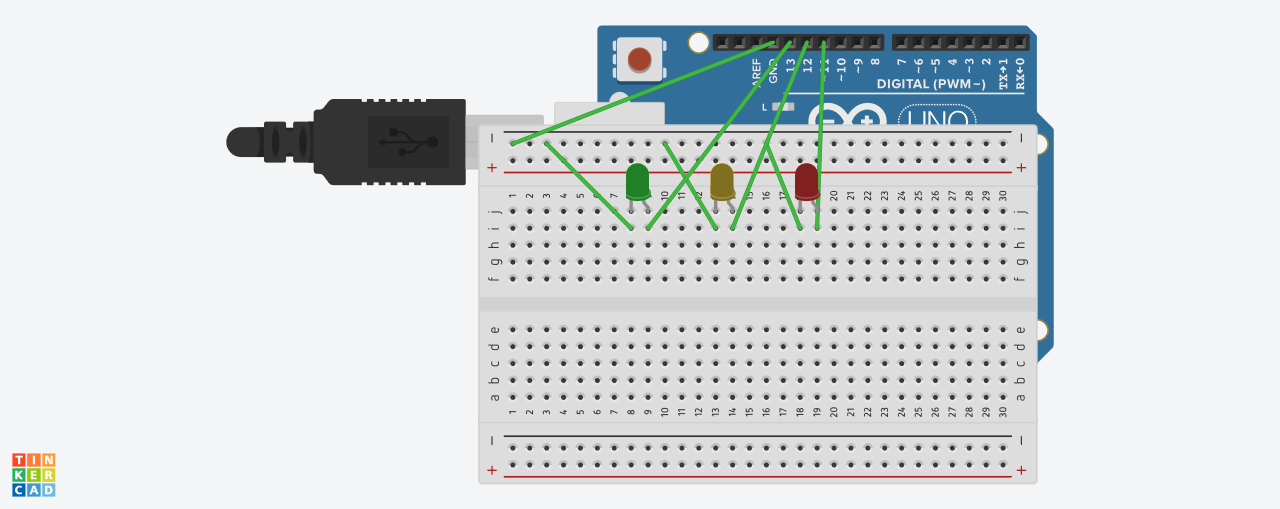 AREF GND 13 12 ~11 ~10 ~9 8 7 ~6 ~5 4 ~3 2 TX→1 RX←0
DIGITAL (PWM~)
L
UNO
− −
+ +
1 2 3 4 5 6 7 8 9 10 11 12 13 14 15 16 17 18 19 20 21 22 23 24 25 26 27 28 29 30
j j
i i
h h
g g
f f
e e
d d
c c
b b
a a
1 2 3 4 5 6 7 8 9 10 11 12 13 14 15 16 17 18 19 20 21 22 23 24 25 26 27 28 29 30
− −
+ +
TIN
KER
CAD